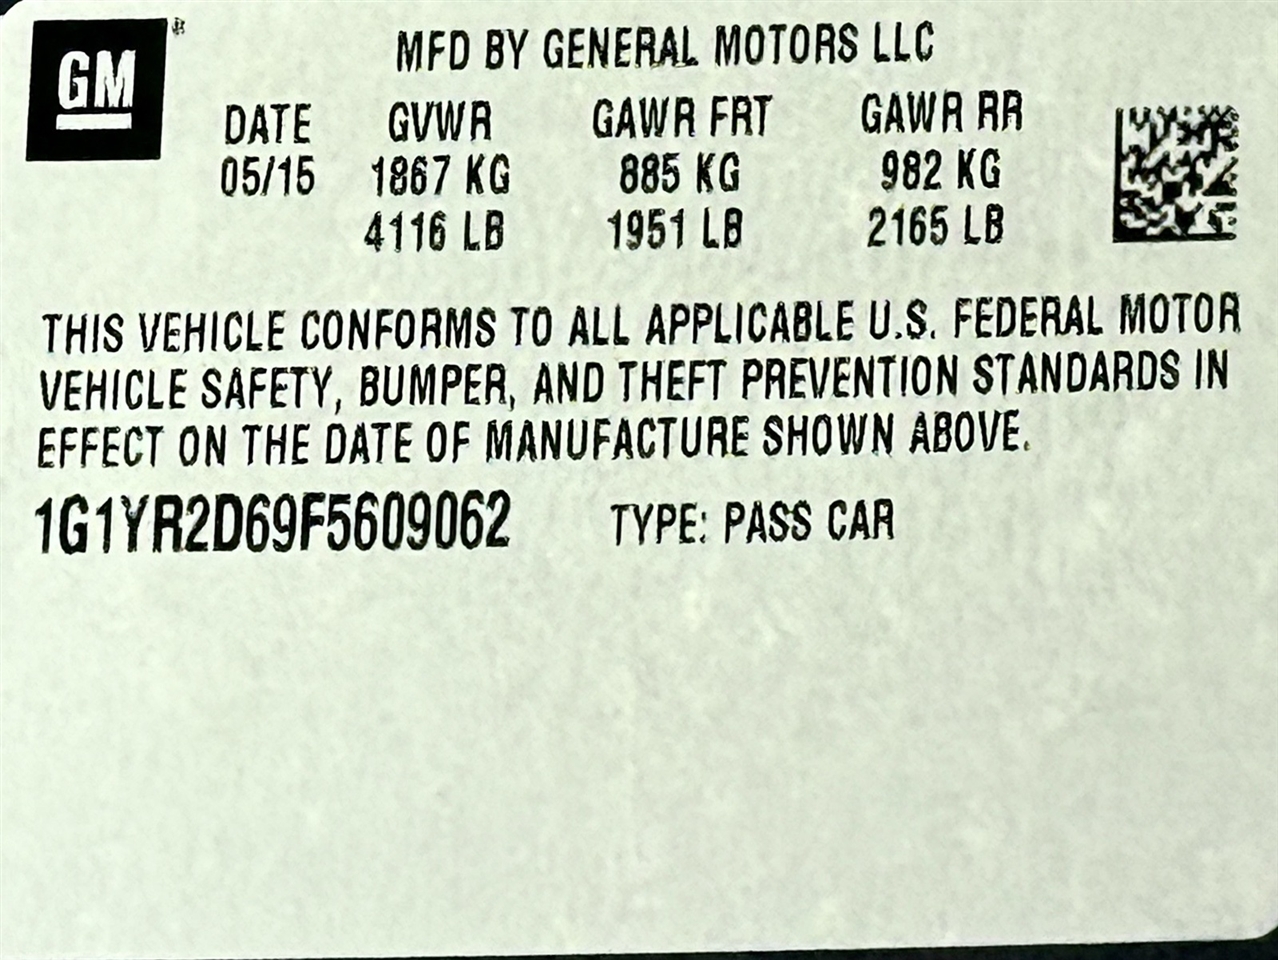 GM
MFD BY GENERAL MOTORS LLC
DATE GVWR GAWR FRT GAWR RR
05/15 1867 KG 885 KG 982 KG
4116 LB 1951 LB 2165 LB
THIS VEHICLE CONFORMS TO ALL APPLICABLE U.S. FEDERAL MOTOR
VEHICLE SAFETY, BUMPER, AND THEFT PREVENTION STANDARDS IN
EFFECT ON THE DATE OF MANUFACTURE SHOWN ABOVE.
1G1YR2D69F5609062 TYPE: PASS CAR